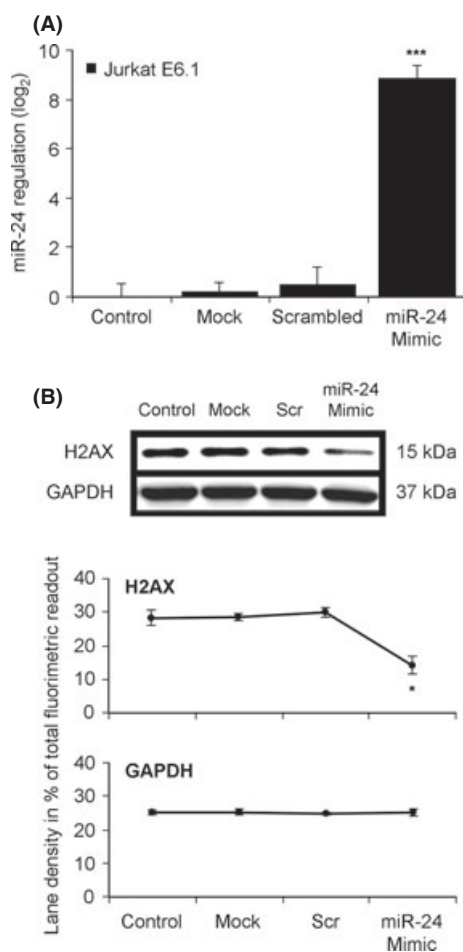 (A)
miR-24 regulation (log2)
10
8
6
4
2
0
Jurkat E6.1
***
Control Mock Scrambled miR-24
Mimic
(B)
Control Mock Scr miR-24
Mimic
H2AX 15 kDa
GAPDH 37 kDa
Lane density in % of total fluorimetric readout
H2AX
40
30
20
10
0
*
GAPDH
40
30
20
10
0
Control Mock Scr miR-24
Mimic